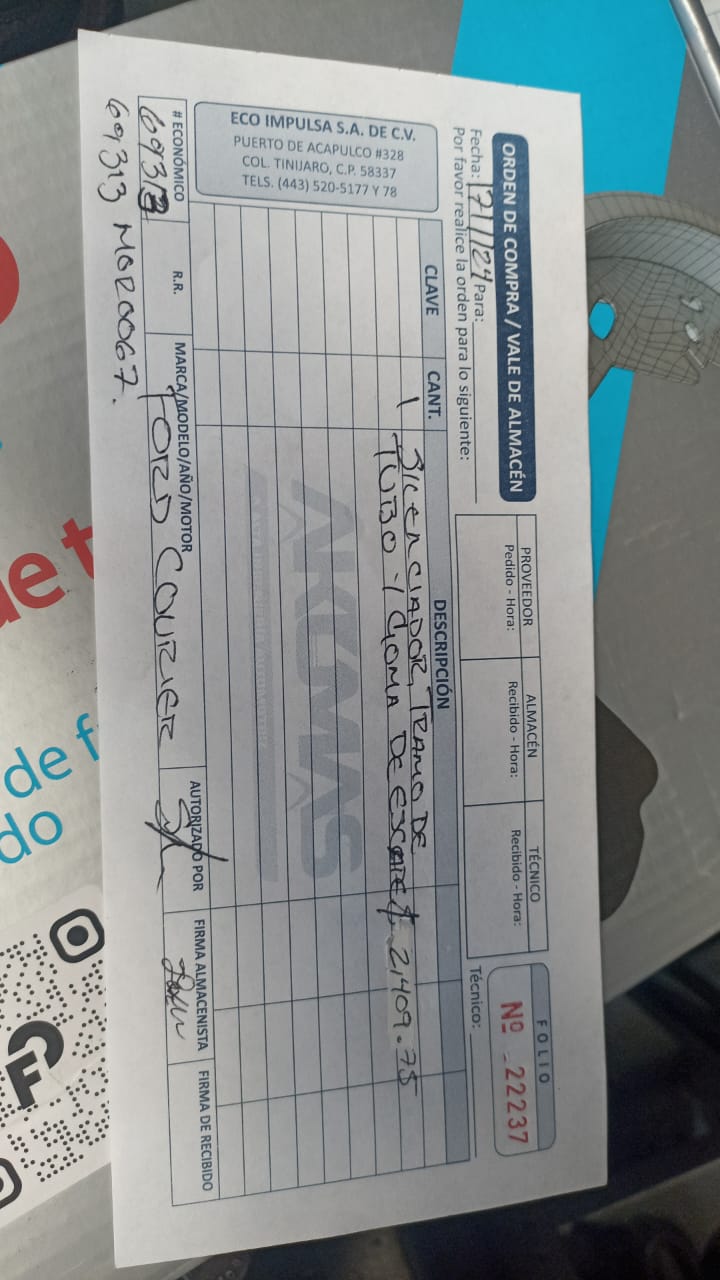 ORDEN DE COMPRA / VALE DE ALMACÉN
Fecha: 17/1/24 Para:
Por favor realice la orden para lo siguiente:
PROVEEDOR
Pedido - Hora:
ALMACÉN
Recibido - Hora:
TÉCNICO
Recibido - Hora:
FOLIO
Nº 22237
Técnico:
CLAVE CANT. DESCRIPCIÓN
1 SILENCIADOR, TRAMO DE
TUBO Y GOMA DE ESCAPE $ 21409.75
AKUMAS
ECO IMPULSA S.A. DE C.V.
PUERTO DE ACAPULCO #328
COL. TINIJARO, C.P. 58337
TELS. (443) 520-5177 Y 78
# ECONÓMICO R.R. MARCA/MODELO/AÑO/MOTOR AUTORIZADO POR FIRMA ALMACENISTA FIRMA DE RECIBIDO
69313 FORD COURIER
69313 MOR0067.
de f
do